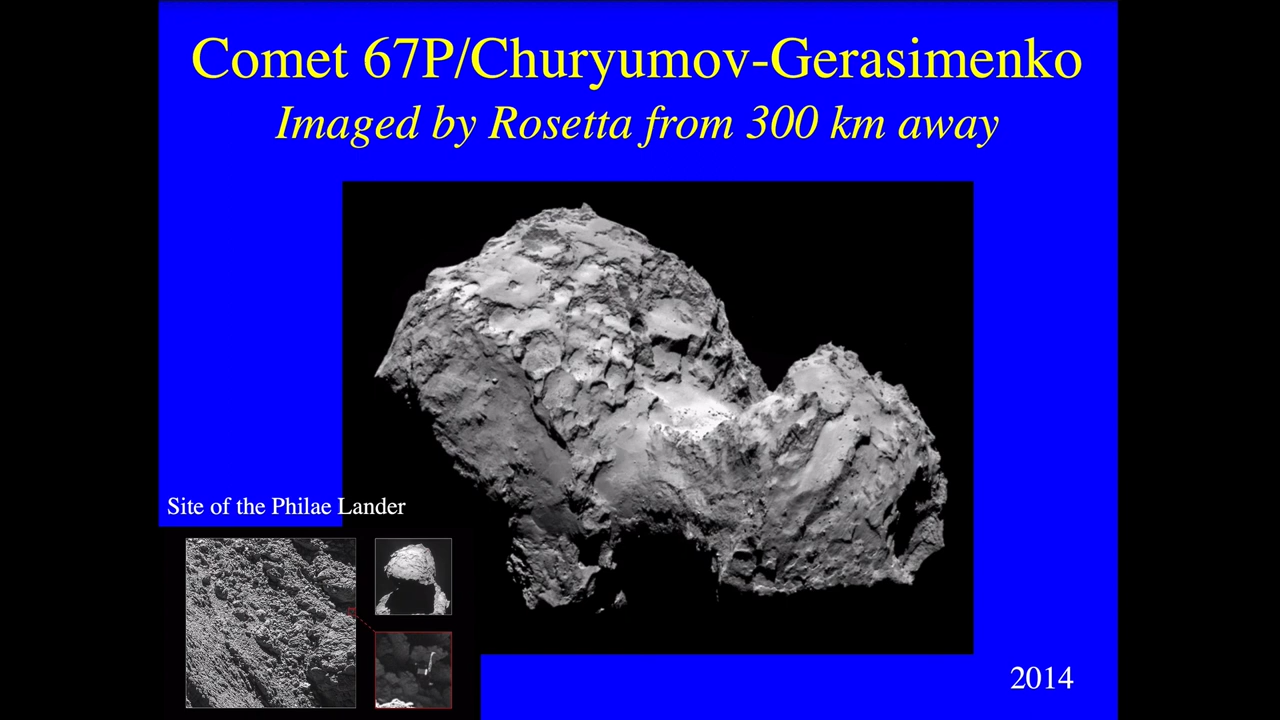 Comet 67P/Churyumov-Gerasimenko
Imaged by Rosetta from 300 km away
Site of the Philae Lander
2014